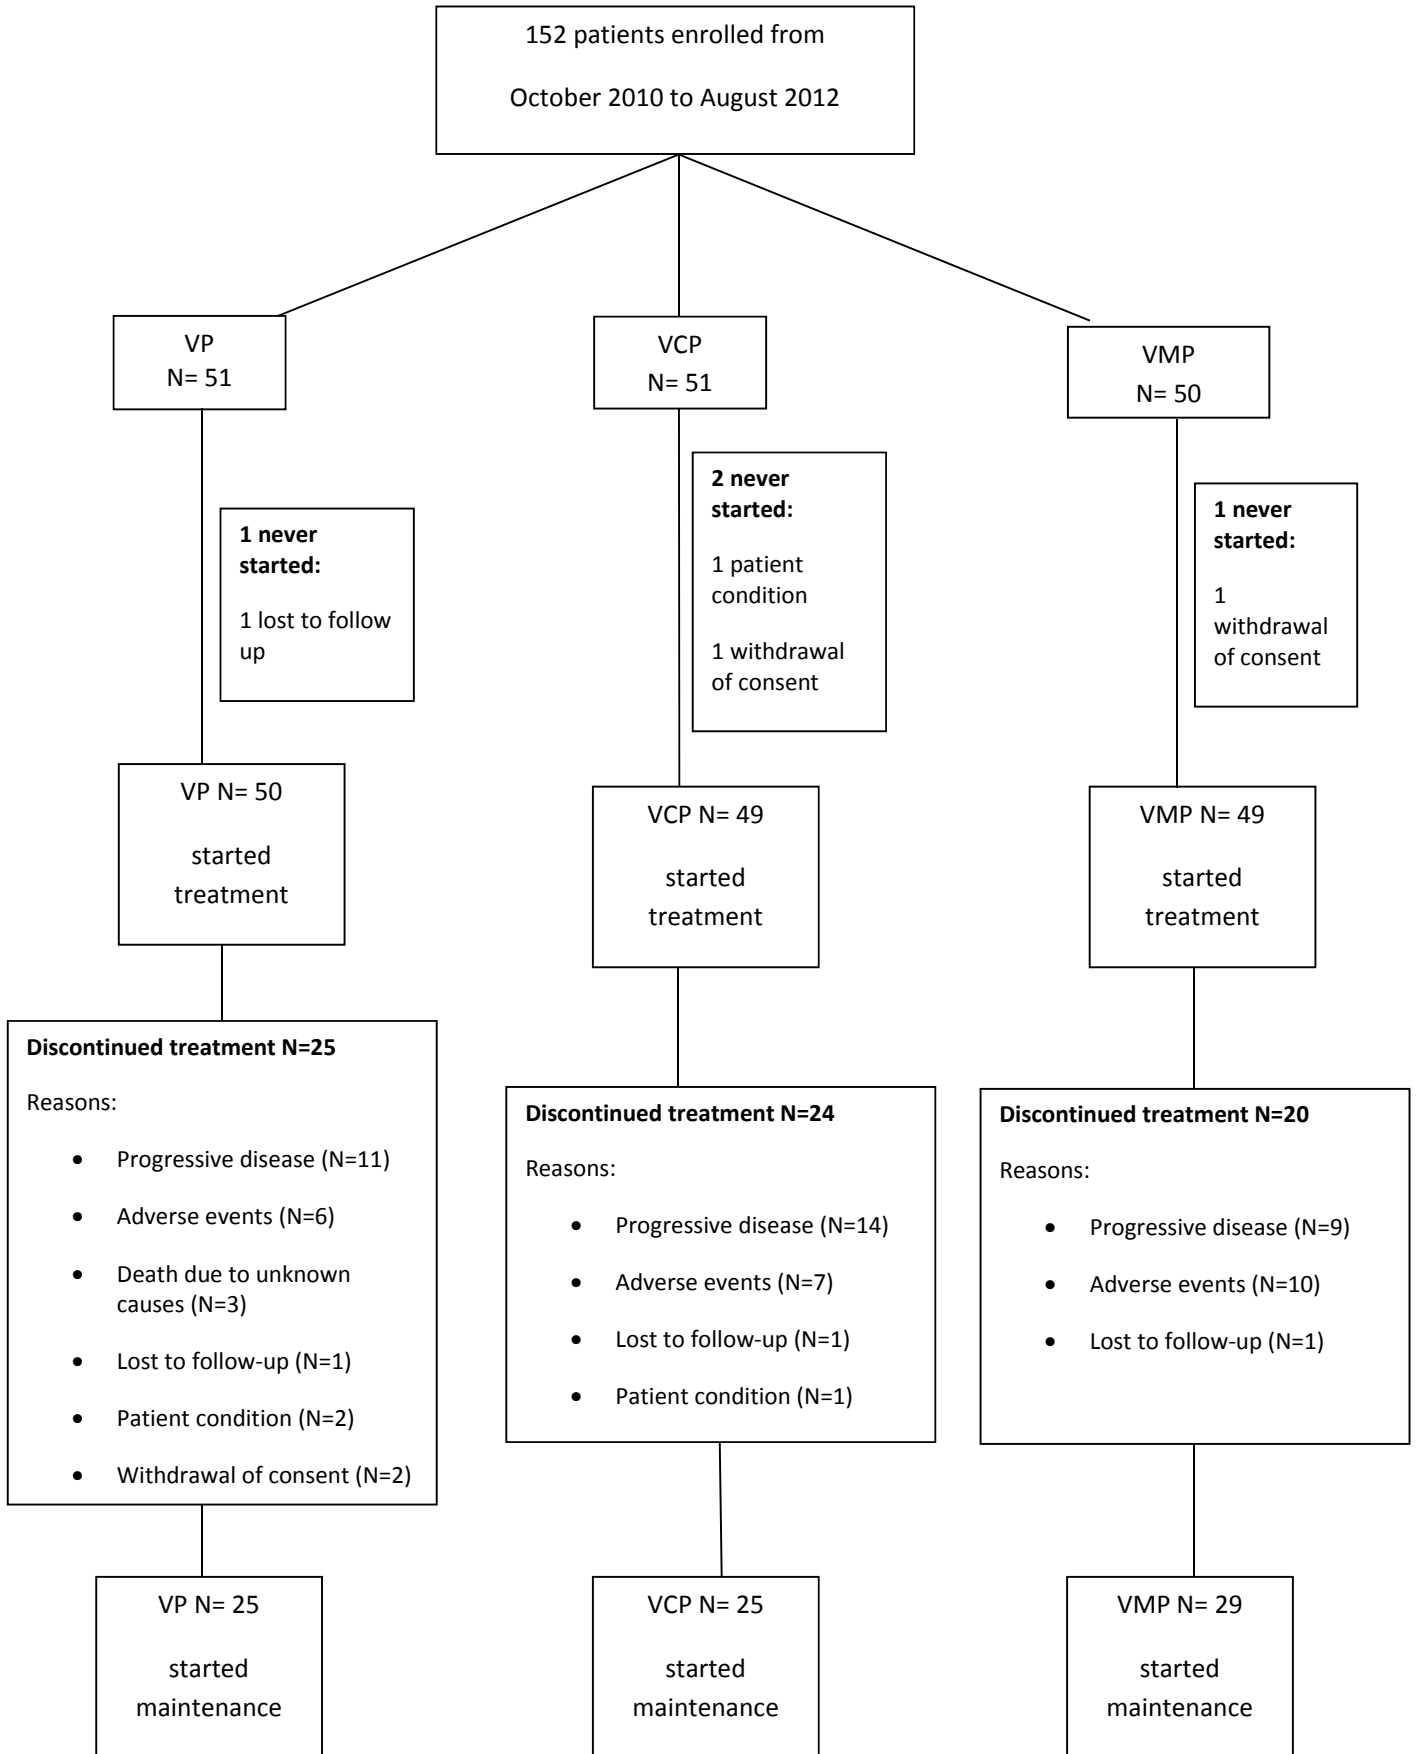 152 patients enrolled from
October 2010 to August 2012
VP
N= 51
VCP
N= 51
VMP
N= 50
1 never
started:
1 lost to follow
up
2 never
started:
1 patient
condition
1 withdrawal
of consent
1 never
started:
1
withdrawal
of consent
VP N= 50
started
treatment
VCP N= 49
started
treatment
VMP N= 49
started
treatment
Discontinued treatment N=25
Reasons:
• Progressive disease (N=11)
• Adverse events (N=6)
• Death due to unknown
causes (N=3)
• Lost to follow-up (N=1)
• Patient condition (N=2)
• Withdrawal of consent (N=2)
Discontinued treatment N=24
Reasons:
• Progressive disease (N=14)
• Adverse events (N=7)
• Lost to follow-up (N=1)
• Patient condition (N=1)
Discontinued treatment N=20
Reasons:
• Progressive disease (N=9)
• Adverse events (N=10)
• Lost to follow-up (N=1)
VP N= 25
started
maintenance
VCP N= 25
started
maintenance
VMP N= 29
started
maintenance